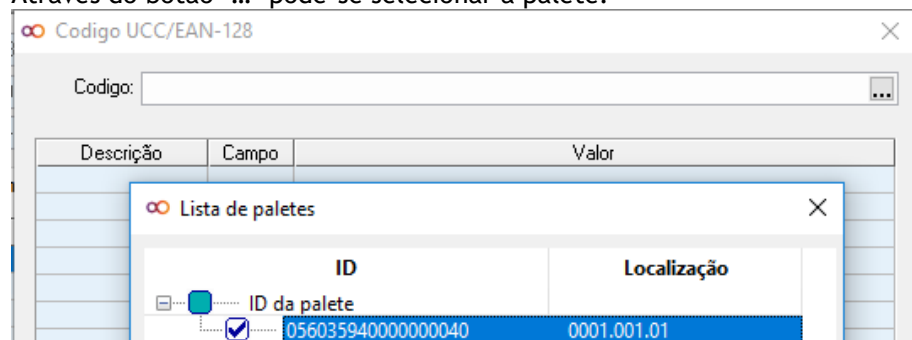 Através do botão "..." pode-se selecionar a palete.
Codigo UCC/EAN-128
Codigo:
...
Descrição Campo Valor
Lista de paletes
ID Localização
ID da palete
056035940000000040 0001.001.01